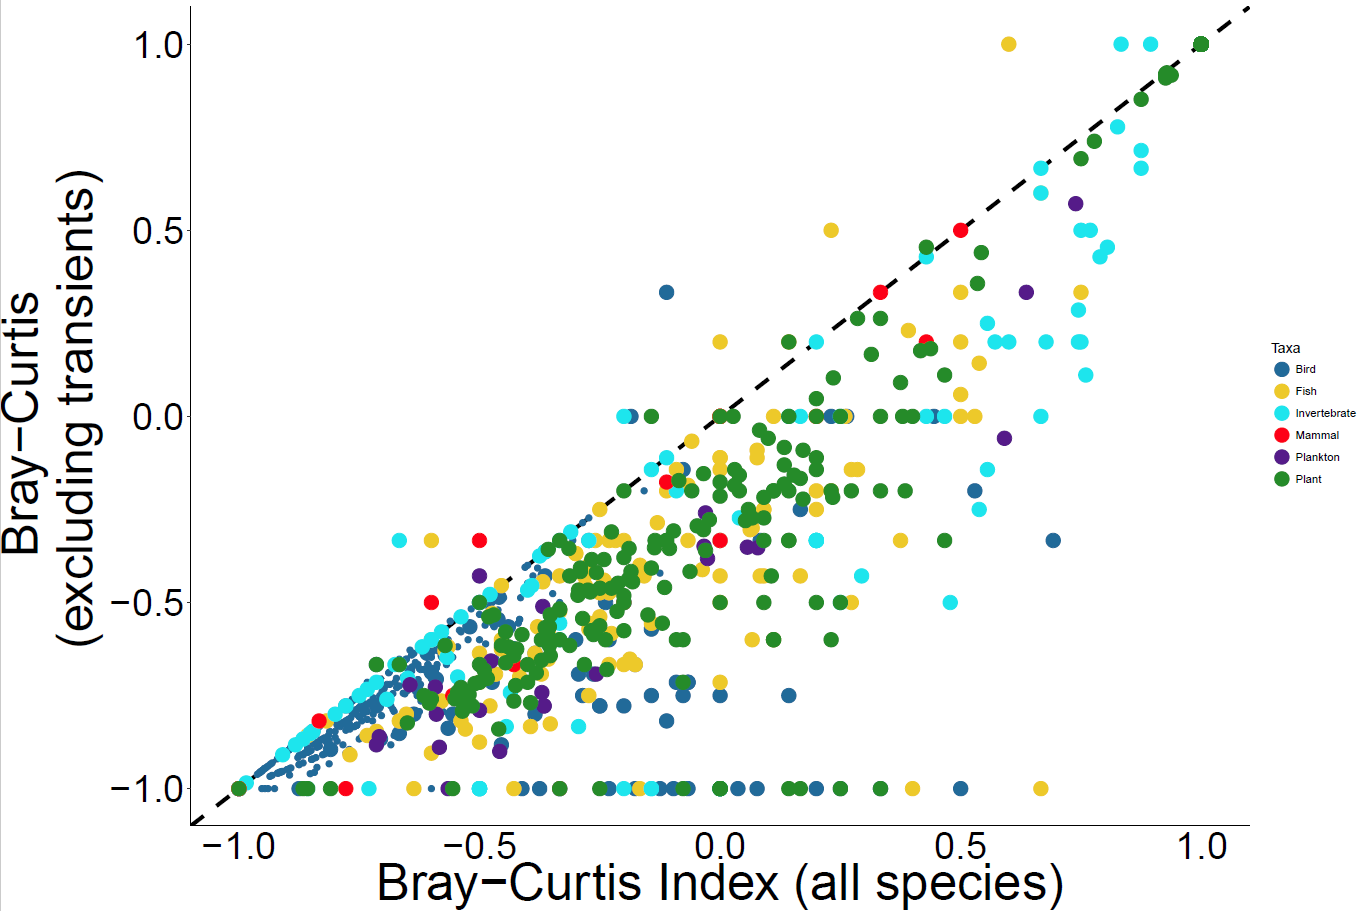 Bray−Curtis
(excluding transients)
1.0
0.5
0.0
−0.5
−1.0
−1.0
−0.5
0.0
0.5
1.0
Bray−Curtis Index (all species)
Taxa
Bird
Fish
Invertebrate
Mammal
Plankton
Plant